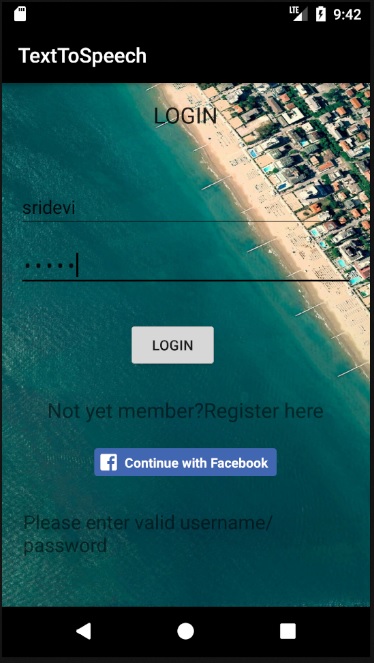 LTE 9:42
TextToSpeech
LOGIN
sridevi
•••••
LOGIN
Not yet member?Register here
Continue with Facebook
Please enter valid username/
password